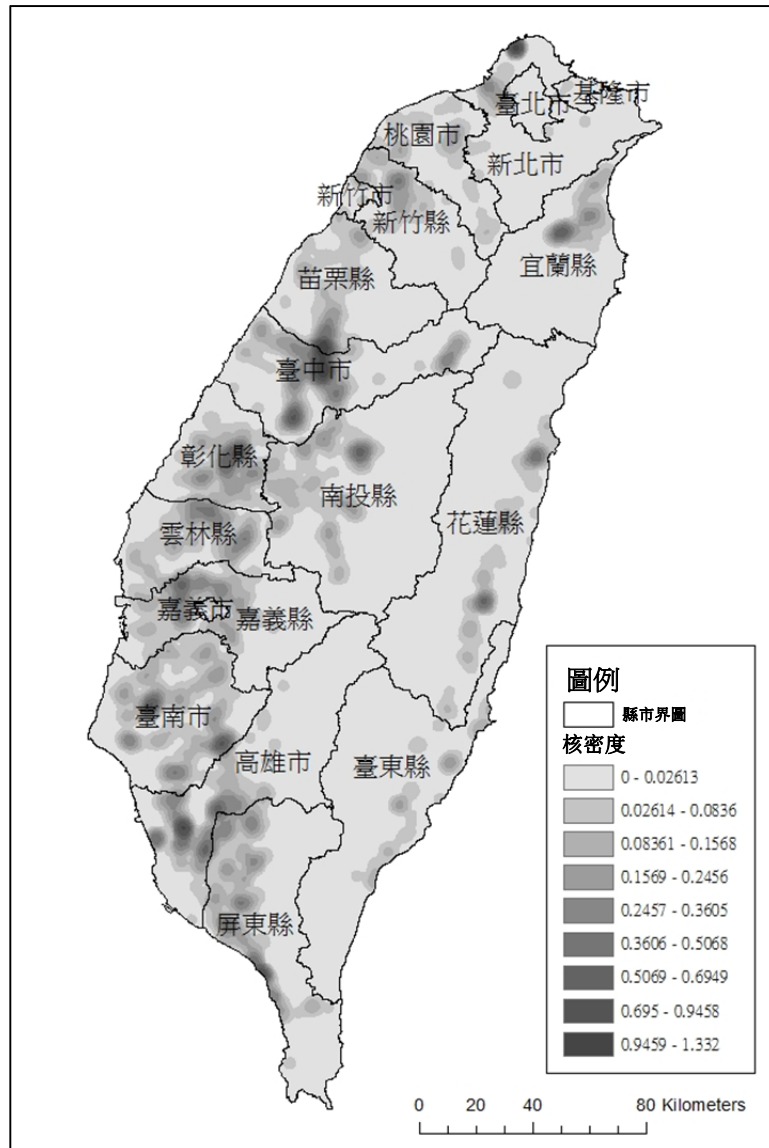 基隆市
臺北市
桃園市
新北市
新竹市
新竹縣
宜蘭縣
苗栗縣
臺中市
彰化縣
南投縣
花蓮縣
雲林縣
嘉義市
嘉義縣
臺南市
高雄市
臺東縣
屏東縣
圖例
縣市界圖
核密度
0 - 0.02613
0.02614 - 0.0836
0.08361 - 0.1568
0.1569 - 0.2456
0.2457 - 0.3605
0.3606 - 0.5068
0.5069 - 0.6949
0.695 - 0.9458
0.9459 - 1.332
0 20 40 80 Kilometers